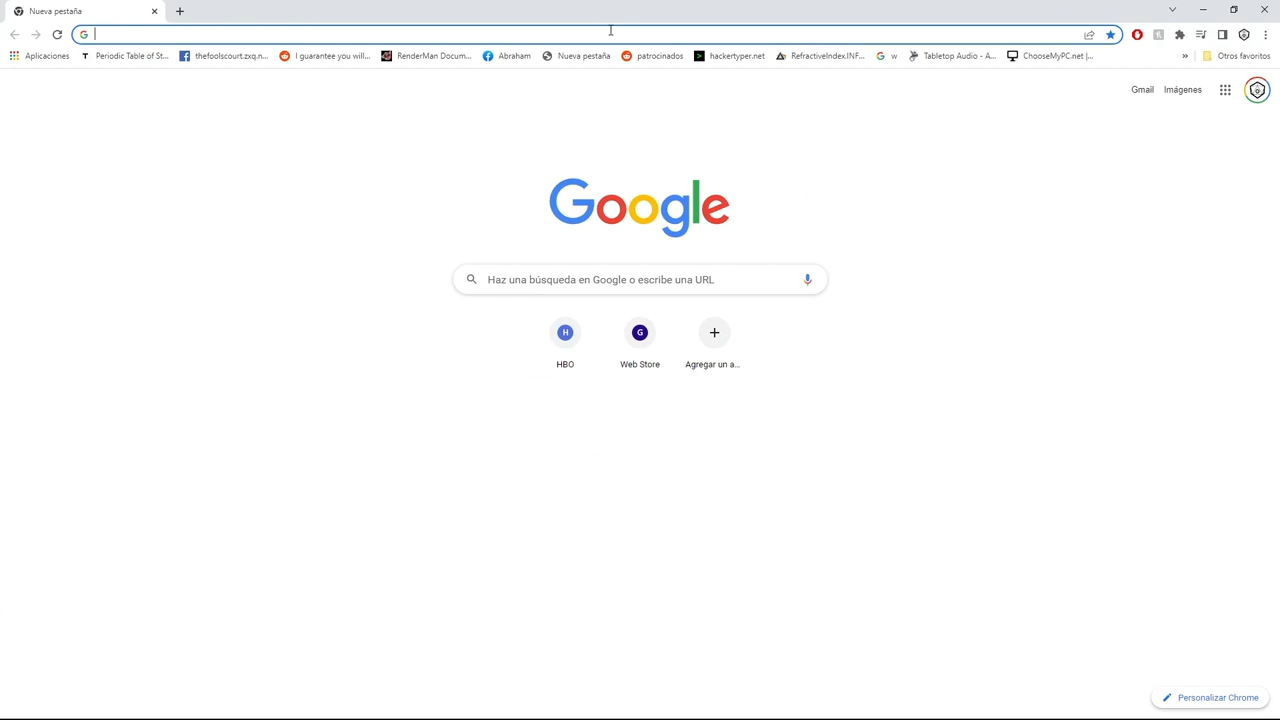 Nueva pestaña
Aplicaciones
Periodic Table of St...
thefoolscourt.zxq.n...
I guarantee you will...
RenderMan Docum...
Abraham
Nueva pestaña
patrocinados
hackertyper.net
RefractiveIndex.INF...
w
Tabletop Audio - A...
ChooseMyPC.net |...
»
Otros favoritos
Gmail
Imágenes
Google
Haz una búsqueda en Google o escribe una URL
H
G
HBO
Web Store
Agregar un a...
Personalizar Chrome